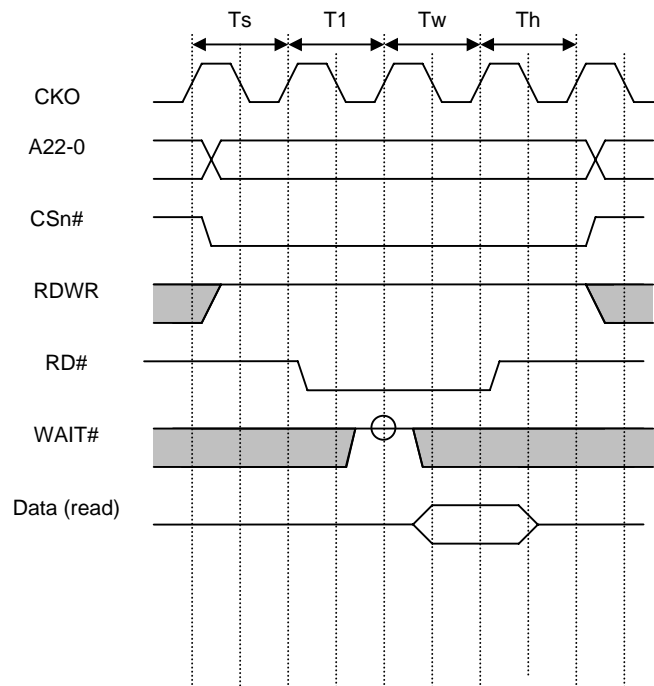 Ts T1 Tw Th
CKO
A22-0
CSn#
RDWR
RD#
WAIT#
Data (read)